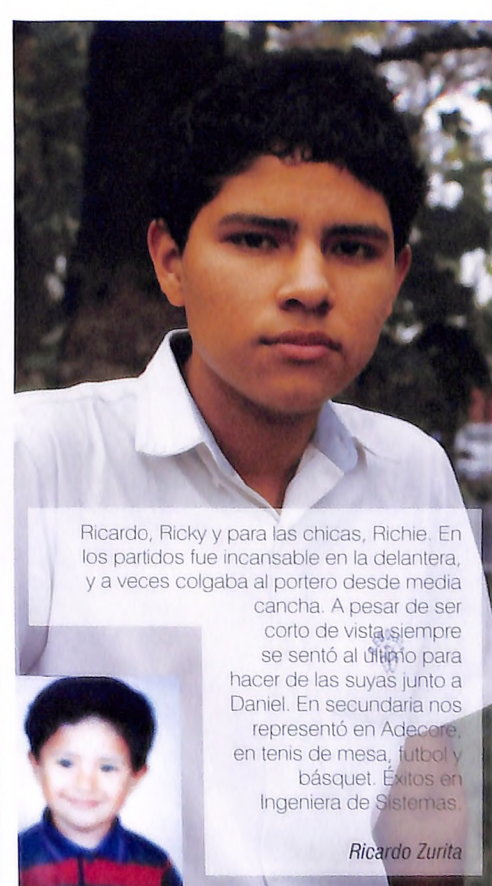 Ricardo, Ricky y para las chicas, Richie. En
los partidos fue incansable en la delantera,
y a veces colgaba al portero desde media
cancha. A pesar de ser
corto de vista siempre
se sentó al último para
hacer de las suyas junto a
Daniel. En secundaria nos
representó en Adecore,
en tenis de mesa, futbol y
básquet. Éxitos en
Ingeniera de Sistemas.
Ricardo Zurita